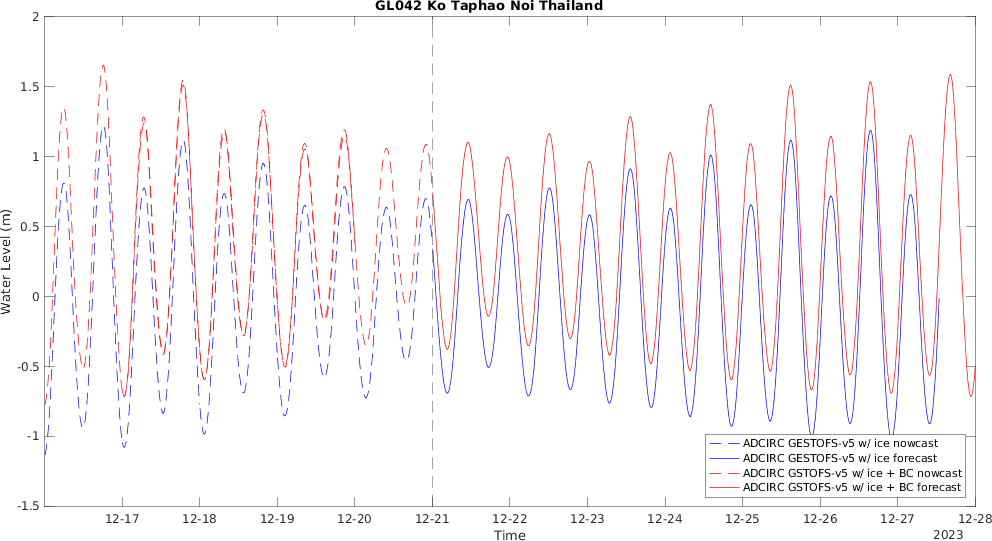 GL042 Ko Taphao Noi Thailand
2
1.5
1
0.5
0
-0.5
-1
-1.5
Water Level (m)
ADCIRC GESTOFS-v5 w/ ice nowcast
ADCIRC GESTOFS-v5 w/ ice forecast
ADCIRC GSTOFS-v5 w/ ice + BC nowcast
ADCIRC GSTOFS-v5 w/ ice + BC forecast
12-17 12-18 12-19 12-20 12-21 12-22 12-23 12-24 12-25 12-26 12-27 12-28
Time
2023